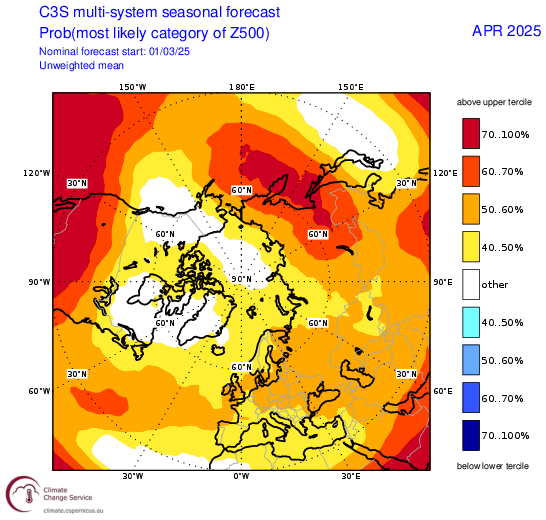 C3S multi-system seasonal forecast
Prob(most likely category of Z500)
APR 2025
Nominal forecast start: 01/03/25
Unweighted mean
150°W 180°E 150°E
above upper tercile
70..100%
60..70%
120°W 30°N 60°N 30°N 120°E
50..60%
60°N 60°N
40..50%
90°W 90°N 90°E
other
60°N 60°N
40..50%
60°N
30°N 30°N
50..60%
60°W 60°E
60..70%
70..100%
30°W 0°W 30°E
below lower tercile
Climate
Change Service
climate.copernicus.eu